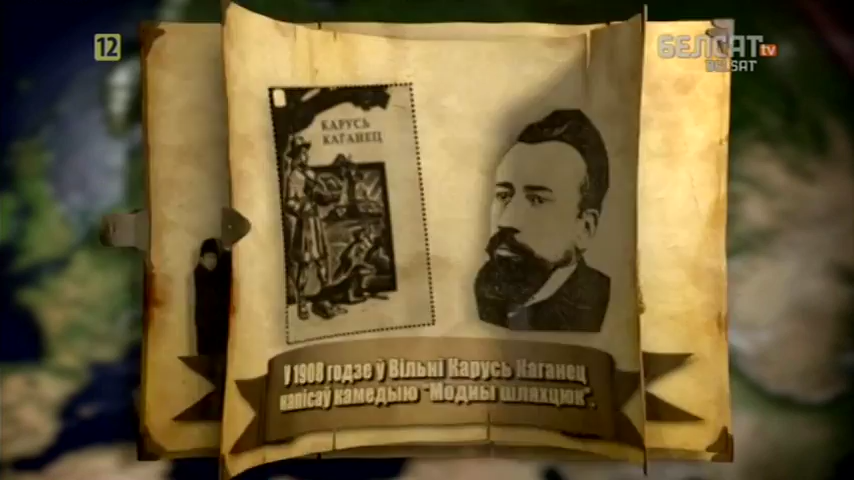 12
БЕЛСАТ tv
BELSAT
КАРУСЬ
КАГАНЕЦ
У 1908 годзе ў Вільні Карусь Каганец
напісаў камедыю "Модны шляхцюк".